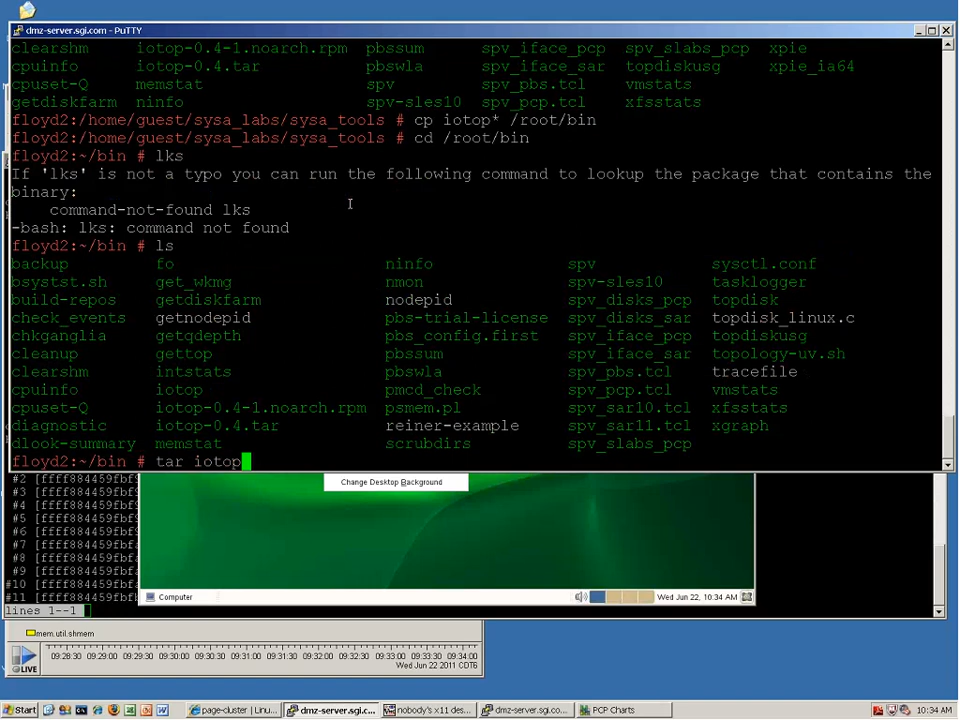 dmz-server.sgi.com - PuTTY
clearshm iotop-0.4-1.noarch.rpm pbssum spv_iface_pcp spv_slabs_pcp xpie
cpuinfo iotop-0.4.tar pbswla spv_iface_sar topdiskusg xpie_ia64
cpuset-Q memstat spv spv_pbs.tcl vmstats
getdiskfarm ninfo spv-sles10 spv_pcp.tcl xfsstats
floyd2:/home/guest/sysa_labs/sysa_tools # cp iotop* /root/bin
floyd2:/home/guest/sysa_labs/sysa_tools # cd /root/bin
floyd2:~/bin # lks
If 'lks' is not a typo you can run the following command to lookup the package that contains the
binary:
command-not-found lks
-bash: lks: command not found
floyd2:~/bin # ls
backup fo ninfo spv sysctl.conf
bsystst.sh get_wkmg nmon spv-sles10 tasklogger
build-repos getdiskfarm nodepid spv_disks_pcp topdisk
check_events getnodepid pbs-trial-license spv_disks_sar topdisk_linux.c
chkganglia getqdepth pbs_config.first spv_iface_pcp topdiskusg
cleanup gettop pbssum spv_iface_sar topology-uv.sh
clearshm intstats pbswla spv_pbs.tcl tracefile
cpuinfo iotop pmcd_check spv_pcp.tcl vmstats
cpuset-Q iotop-0.4-1.noarch.rpm psmem.pl spv_sar10.tcl xfsstats
diagnostic iotop-0.4.tar reiner-example spv_sar11.tcl xgraph
dlook-summary memstat scrubdirs spv_slabs_pcp
floyd2:~/bin # tar iotop
#2 [ffff884459fbf9
#3 [ffff884459fbf9
#4 [ffff884459fbf9
#5 [ffff884459fbf9
#6 [ffff884459fbf9
#7 [ffff884459fbfa
#8 [ffff884459fbfa
#9 [ffff884459fbfa
#10 [ffff884459fbf
#11 [ffff884459fbf
lines 1--1
Change Desktop Background
Computer Wed Jun 22, 10:34 AM
mem.util.shmem
LIVE 09:28:30 09:29:00 09:29:30 09:30:00 09:30:30 09:31:00 09:31:30 09:32:00 09:32:30 09:33:00 09:33:30 09:34:00
Wed Jun 22 2011 CDT6
Start page-cluster | Linu... dmz-server.sgi.c... nobody's x11 des... dmz-server.sgi.co... PCP Charts 10:34 AM